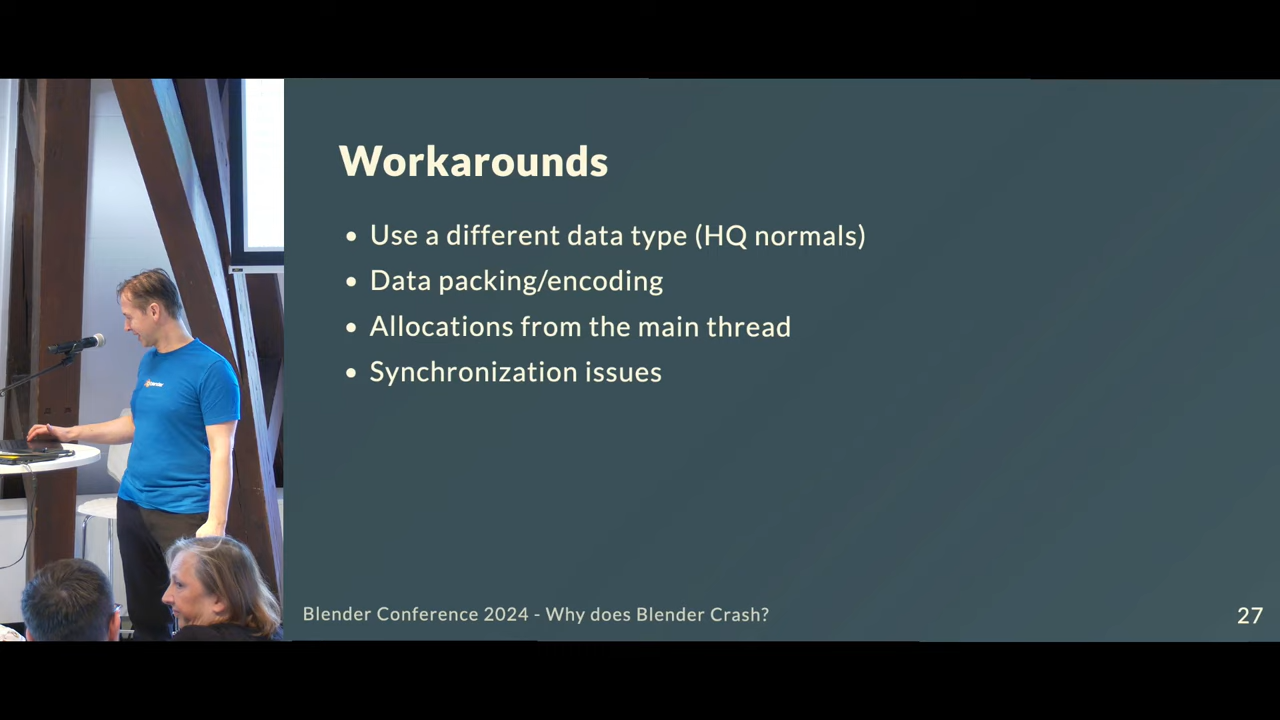 Workarounds
• Use a different data type (HQ normals)
• Data packing/encoding
• Allocations from the main thread
• Synchronization issues
Blender Conference 2024 - Why does Blender Crash?
27